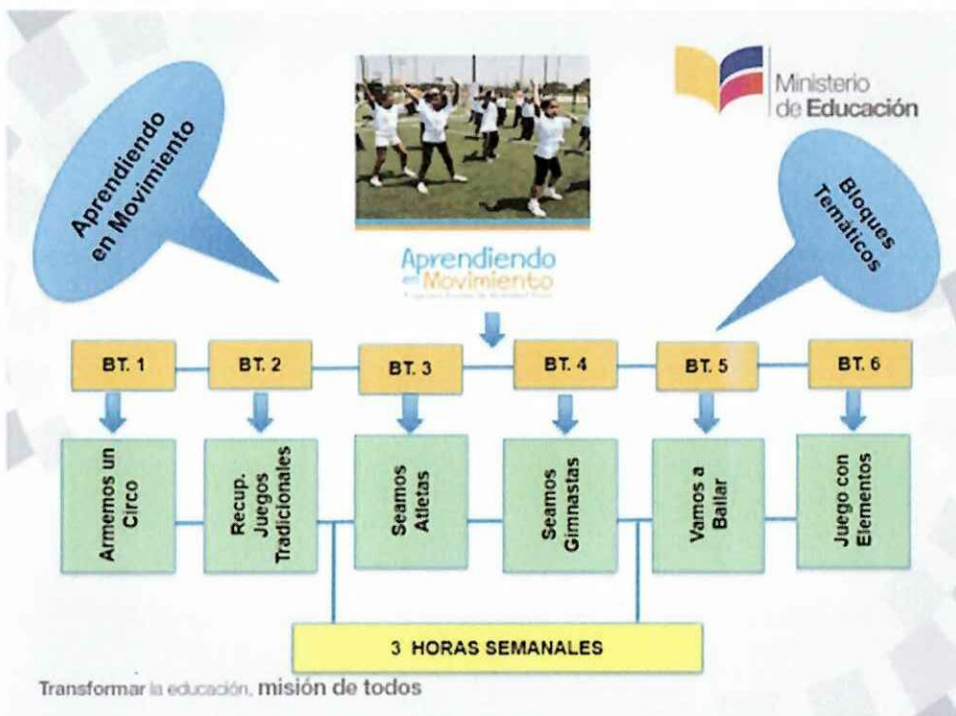 Aprendiendo
en Movimiento
Ministerio
de Educación
Bloques
Temáticos
Aprendiendo
en Movimiento
BT. 1
BT. 2
BT. 3
BT. 4
BT. 5
BT. 6
Armemos un
Circo
Recup.
Juegos
Tradicionales
Seamos
Atletas
Seamos
Gimnastas
Vamos a
Bailar
Juego con
Elementos
3 HORAS SEMANALES
Transformar la educación, misión de todos